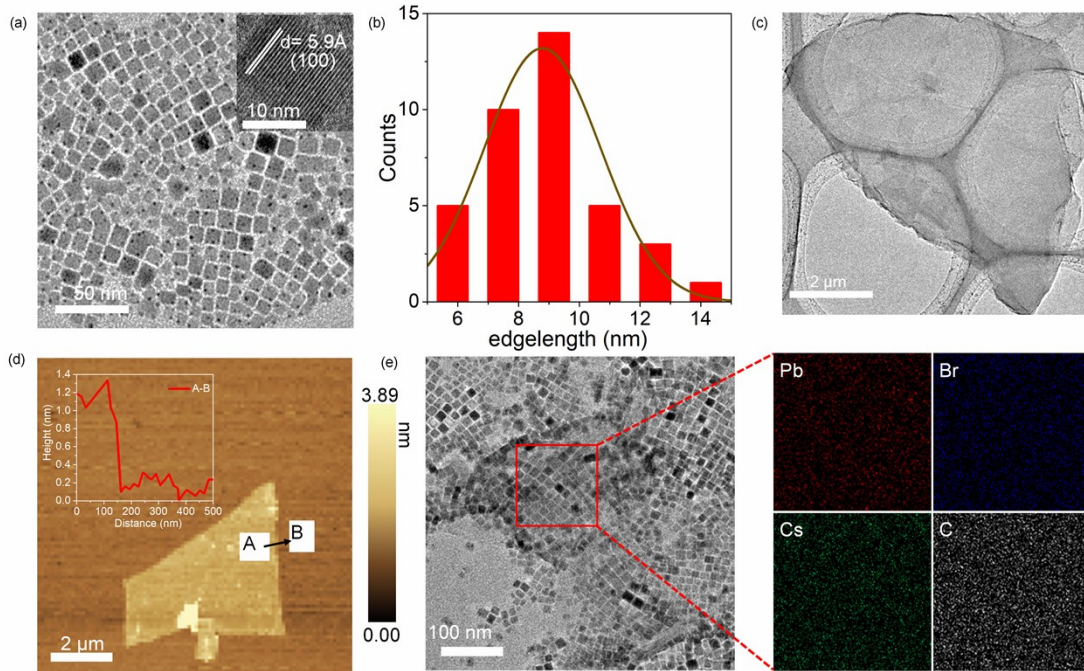 (a)
d= 5.9Å
(100)
10 nm
50 nm
(b)
15
10
5
0
Counts
6 8 10 12 14
edgelength (nm)
(c)
2 μm
(d)
1.4
1.2
1.0
0.8
0.6
0.4
0.2
0.0
Height (nm)
A-B
0 100 200 300 400 500
Distance (nm)
A
B
2 μm
3.89
nm
0.00
(e)
100 nm
Pb
Br
Cs
C